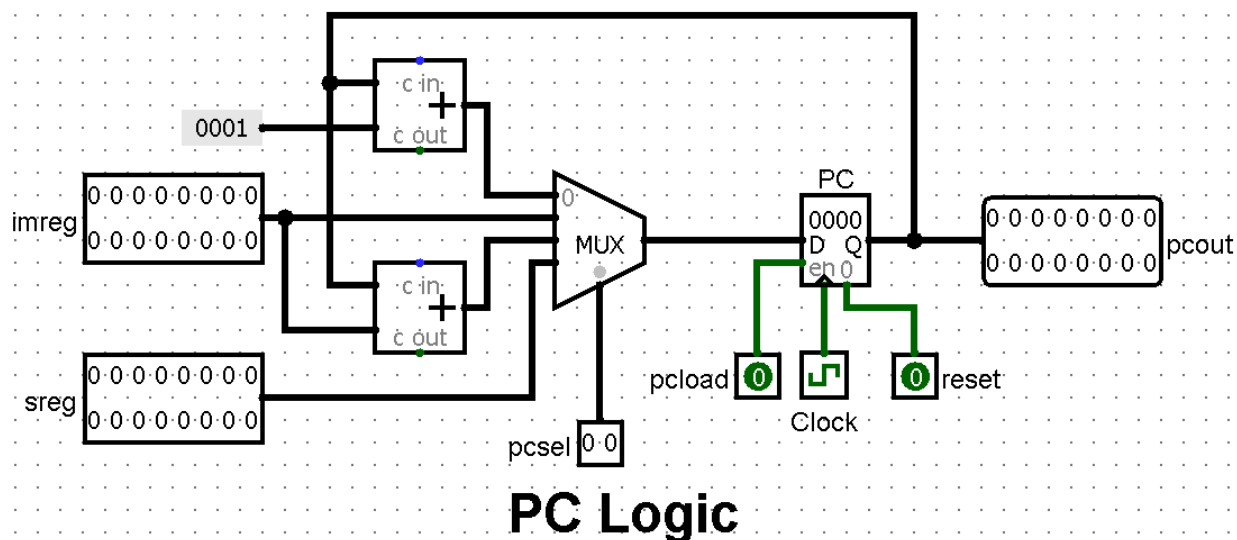 c in
+
0001
c out
imreg
0 0 0 0 0 0 0 0
0 0 0 0 0 0 0 0
0
MUX
PC
0000
D Q
en 0
0 0 0 0 0 0 0 0
0 0 0 0 0 0 0 0
pcout
c in
+
c out
sreg
0 0 0 0 0 0 0 0
0 0 0 0 0 0 0 0
pcsel
0 0
pcload
0
Clock
0
reset
PC Logic